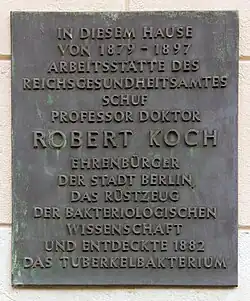 IN DIESEM HAUSE
VON 1879-1897
ARBEITSSTÄTTE DES
REICHSGESUNDHEITSAMTES
SCHUF
PROFESSOR DOKTOR
ROBERT KOCH
EHRENBÜRGER
DER STADT BERLIN
DAS RÜSTZEUG
DER BAKTERIOLOGISCHEN
WISSENSCHAFT
UND ENTDECKTE 1882
DAS TUBERKELBAKTERIUM